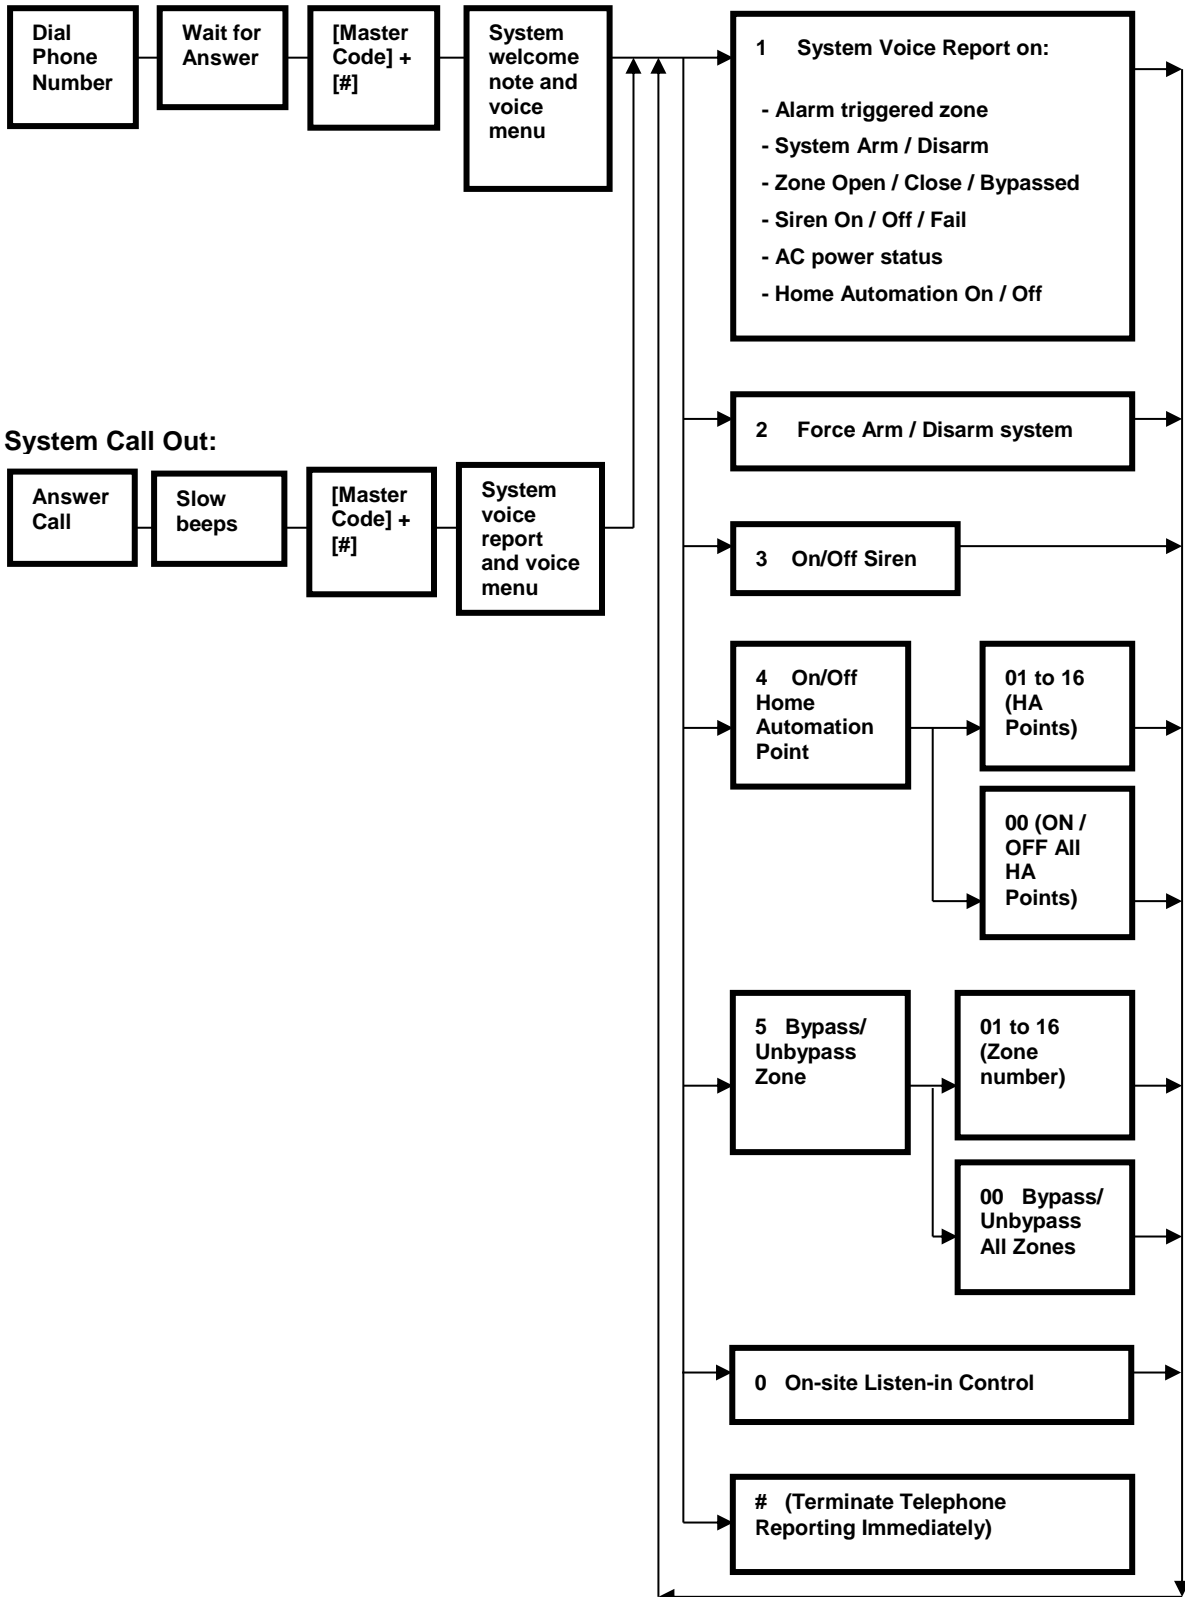 Dial
Phone
Number
Wait for
Answer
[Master
Code] +
[#]
System
welcome
note and
voice
menu
1 System Voice Report on:
- Alarm triggered zone
- System Arm / Disarm
- Zone Open / Close / Bypassed
- Siren On / Off / Fail
- AC power status
- Home Automation On / Off
2 Force Arm / Disarm system
System Call Out:
Answer
Call
Slow
beeps
[Master
Code] +
[#]
System
voice
report
and voice
menu
3 On/Off Siren
4 On/Off
Home
Automation
Point
01 to 16
(HA
Points)
00 (ON /
OFF All
HA
Points)
5 Bypass/
Unbypass
Zone
01 to 16
(Zone
number)
00 Bypass/
Unbypass
All Zones
0 On-site Listen-in Control
# (Terminate Telephone
Reporting Immediately)